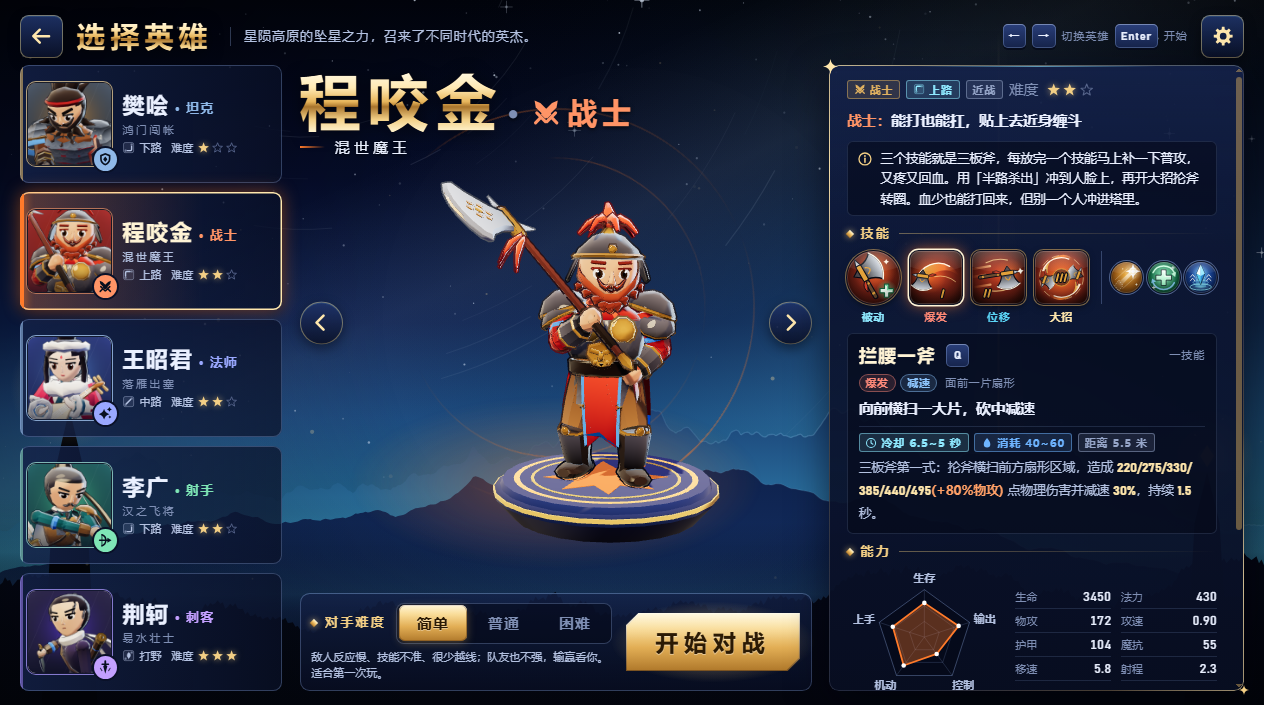 选择英雄
星陨高原的坠星之力，召来了不同时代的英杰。
← → 切换英雄 Enter 开始
樊哙·坦克
鸿门闯帐
下路 难度 ★☆☆
程咬金·战士
混世魔王
上路 难度 ★★☆
王昭君·法师
落雁出塞
中路 难度 ★★☆
李广·射手
汉之飞将
下路 难度 ★★☆
荆轲·刺客
易水壮士
打野 难度 ★★★
程咬金·战士
混世魔王
对手难度 简单 普通 困难
敌人反应慢、技能不准、很少越线；队友也不强，输赢看你。
适合第一次玩。
开始对战
战士 上路 近战 难度 ★★☆
战士：能打也能扛，贴上去近身缠斗
三个技能就是三板斧，每放完一个技能马上补一下普攻，
又疼又回血。用「半路杀出」冲到人脸上，再开大招抡斧
转圈。血少也能打回来，但别一个人冲进塔里。
技能
被动 爆发 位移 大招
拦腰一斧 Q 一技能
爆发 减速 面前一片扇形
向前横扫一大片，砍中减速
冷却 6.5~5 秒 消耗 40~60 距离 5.5 米
三板斧第一式：抡斧横扫前方扇形区域，造成 220/275/330/
385/440/495(+80%物攻) 点物理伤害并减速 30%，持续 1.5
秒。
能力
生存
上手 输出
机动 控制
生命 3450 法力 430
物攻 172 攻速 0.90
护甲 104 魔抗 55
移速 5.8 射程 2.3